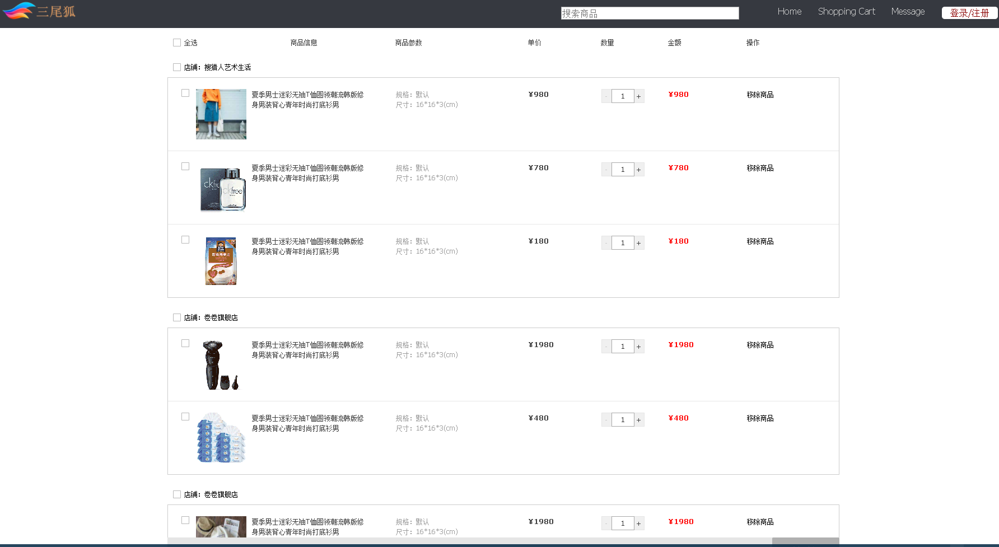 三尾狐
搜索商品
Home Shopping Cart Message 登录/注册
全选 商品信息 商品参数 单价 数量 金额 操作
店铺：搜猎人艺术生活
夏季男士迷彩无袖T恤圆领潮流韩版修 规格：默认 ¥980 - 1 + ¥980 移除商品
身男装背心青年时尚打底衫男 尺寸：16*16*3(cm)
夏季男士迷彩无袖T恤圆领潮流韩版修 规格：默认 ¥780 - 1 + ¥780 移除商品
身男装背心青年时尚打底衫男 尺寸：16*16*3(cm)
ckfree
夏季男士迷彩无袖T恤圆领潮流韩版修 规格：默认 ¥180 - 1 + ¥180 移除商品
身男装背心青年时尚打底衫男 尺寸：16*16*3(cm)
即食燕麦片
店铺：卷卷旗舰店
夏季男士迷彩无袖T恤圆领潮流韩版修 规格：默认 ¥1980 - 1 + ¥1980 移除商品
身男装背心青年时尚打底衫男 尺寸：16*16*3(cm)
夏季男士迷彩无袖T恤圆领潮流韩版修 规格：默认 ¥480 - 1 + ¥480 移除商品
身男装背心青年时尚打底衫男 尺寸：16*16*3(cm)
店铺：卷卷旗舰店
夏季男士迷彩无袖T恤圆领潮流韩版修 规格：默认 ¥1980 - 1 + ¥1980 移除商品
身男装背心青年时尚打底衫男 尺寸：16*16*3(cm)